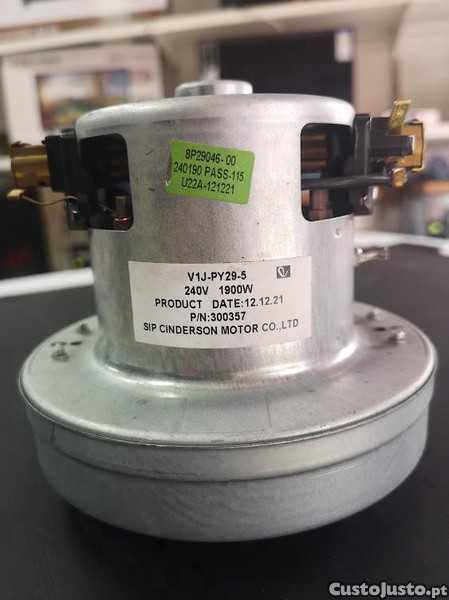 8P29046-00
240190 PASS-115
U22A-121221
V1J-PY29-5
240V 1900W
PRODUCT DATE:12.12.21
P/N:300357
SIP CINDERSON MOTOR CO.,LTD
CustoJusto.pt